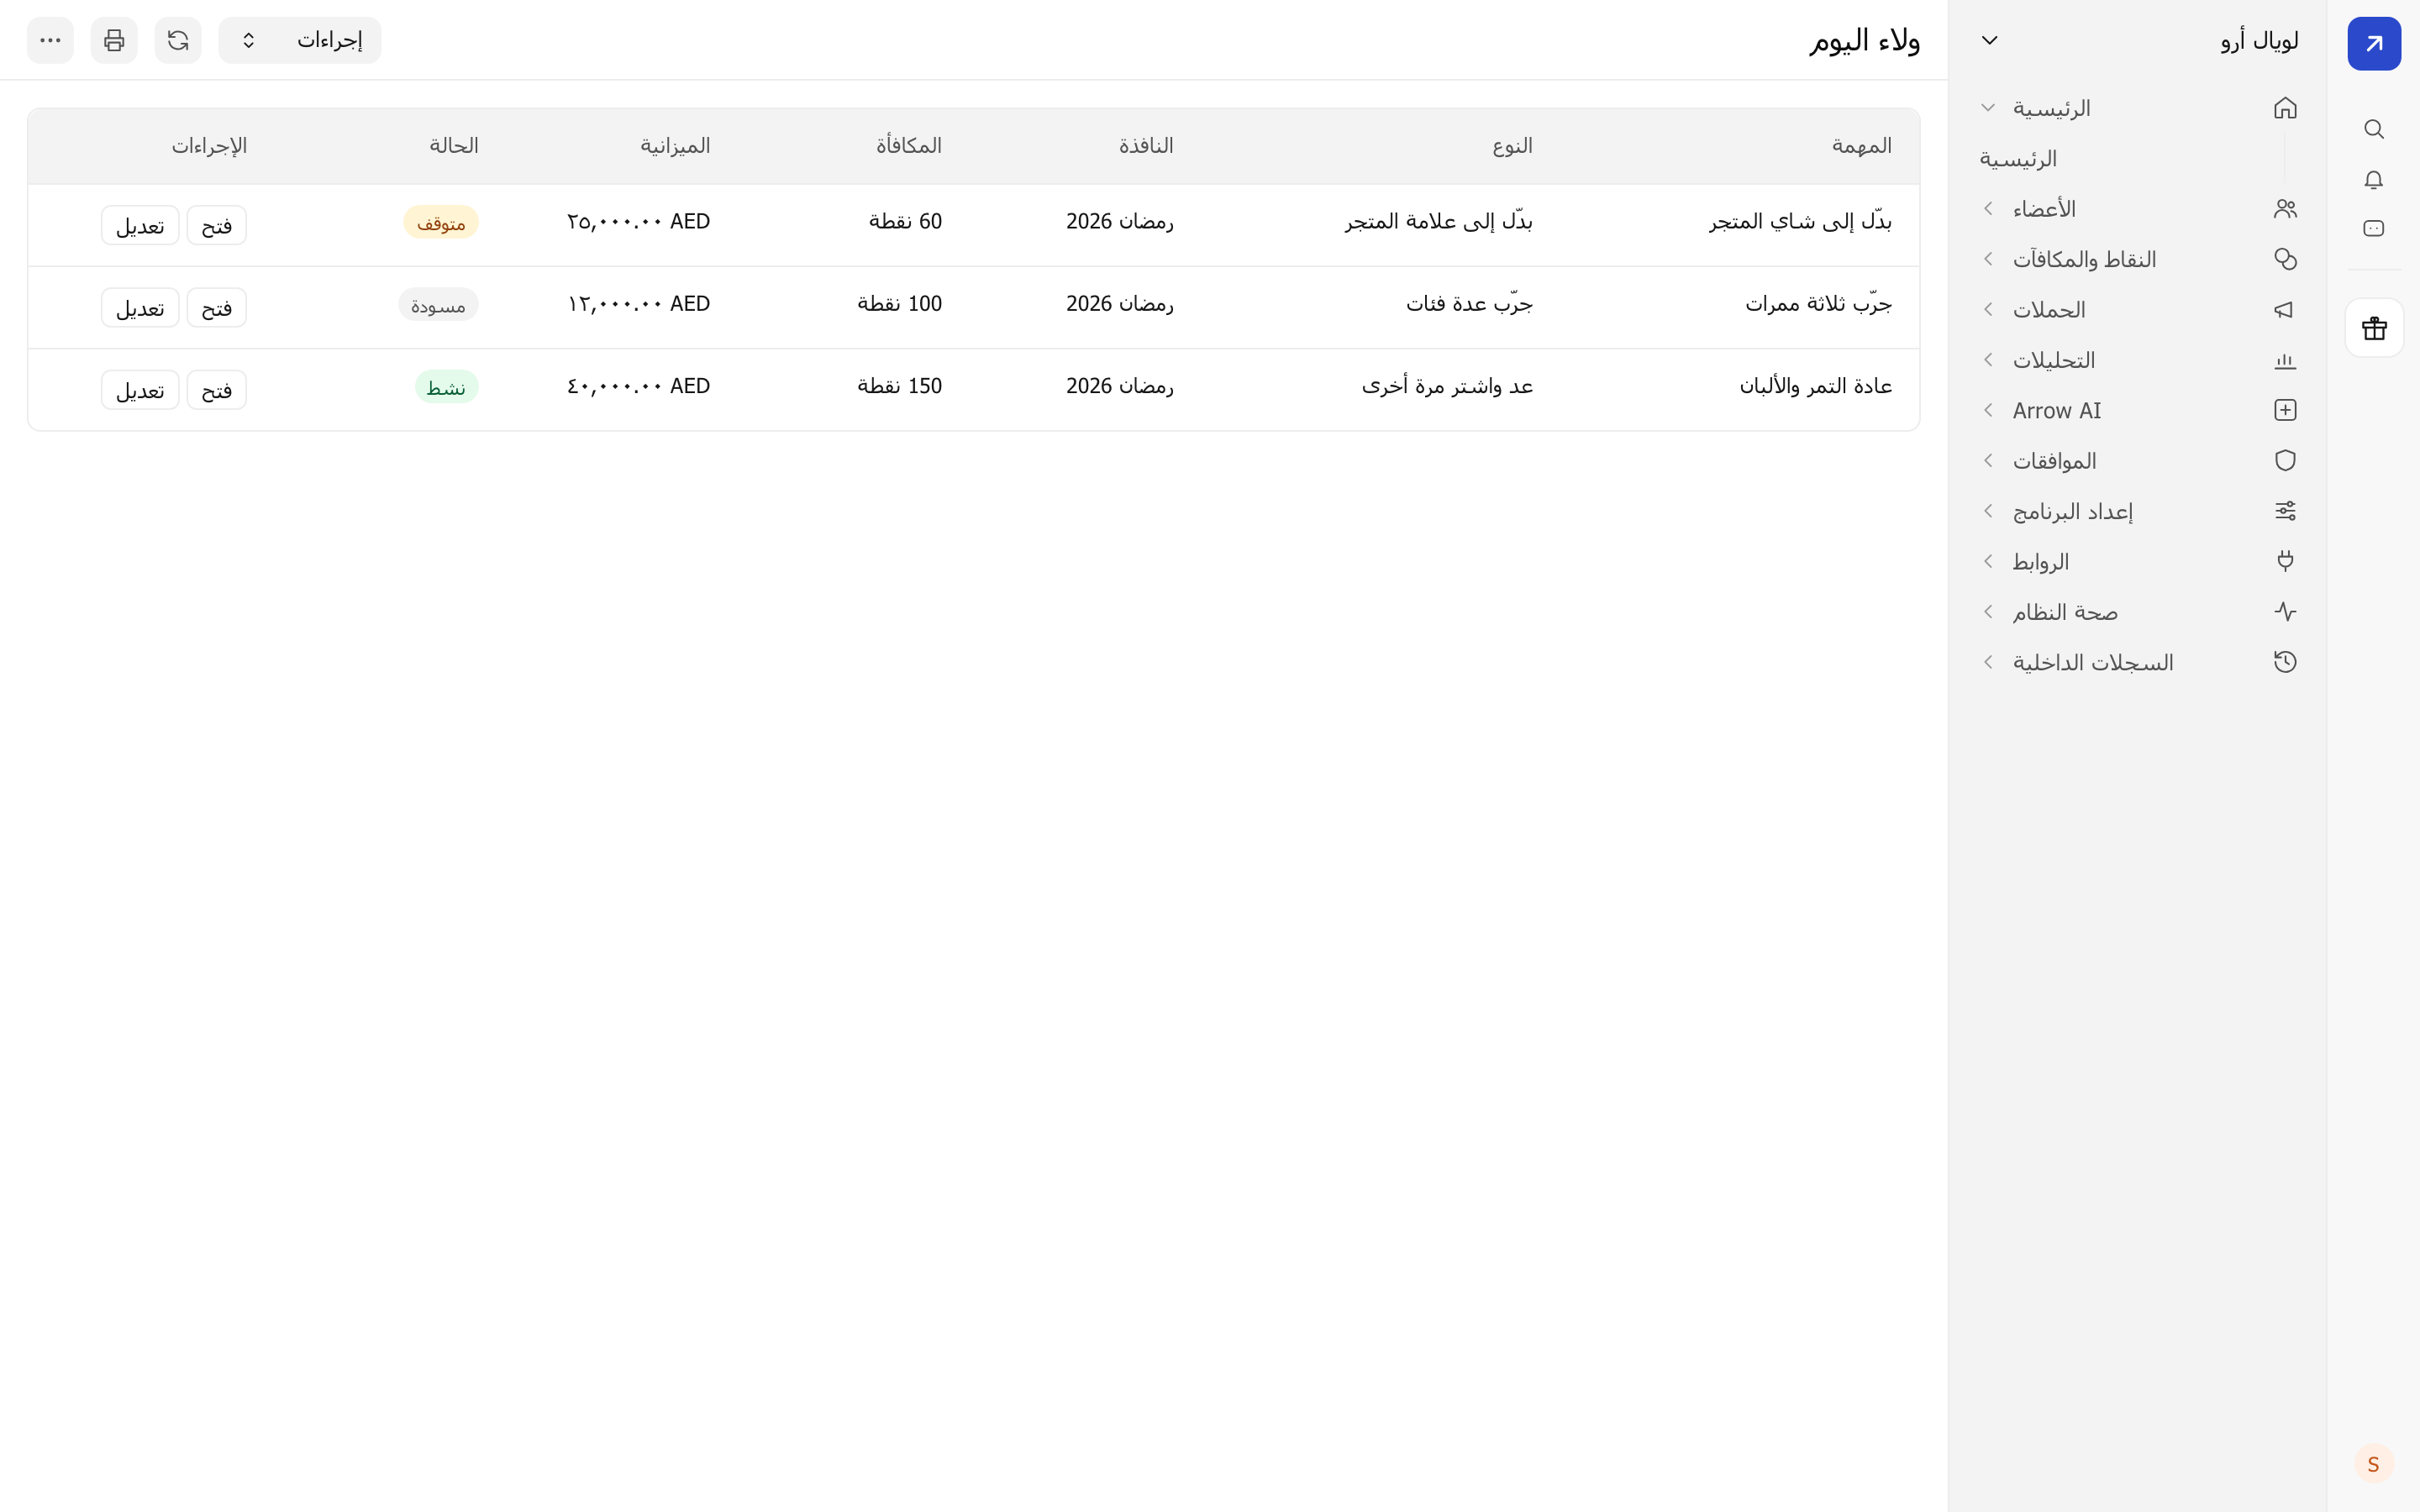 لويال أرو
الرئيسية
الرئيسية
الأعضاء
النقاط والمكافآت
الحملات
التحليلات
Arrow AI
الموافقات
إعداد البرنامج
الروابط
صحة النظام
السجلات الداخلية
S
ولاء اليوم
إجراءات
المهمة النوع النافذة المكافأة الميزانية الحالة الإجراءات
بدّل إلى شاي المتجر بدّل إلى علامة المتجر رمضان 2026 60 نقطة ٢٥,٠٠٠.٠٠ AED متوقف فتح تعديل
جرّب ثلاثة ممرات جرّب عدة فئات رمضان 2026 100 نقطة ١٢,٠٠٠.٠٠ AED مسودة فتح تعديل
عادة التمر والألبان عد واشتر مرة أخرى رمضان 2026 150 نقطة ٤٠,٠٠٠.٠٠ AED نشط فتح تعديل